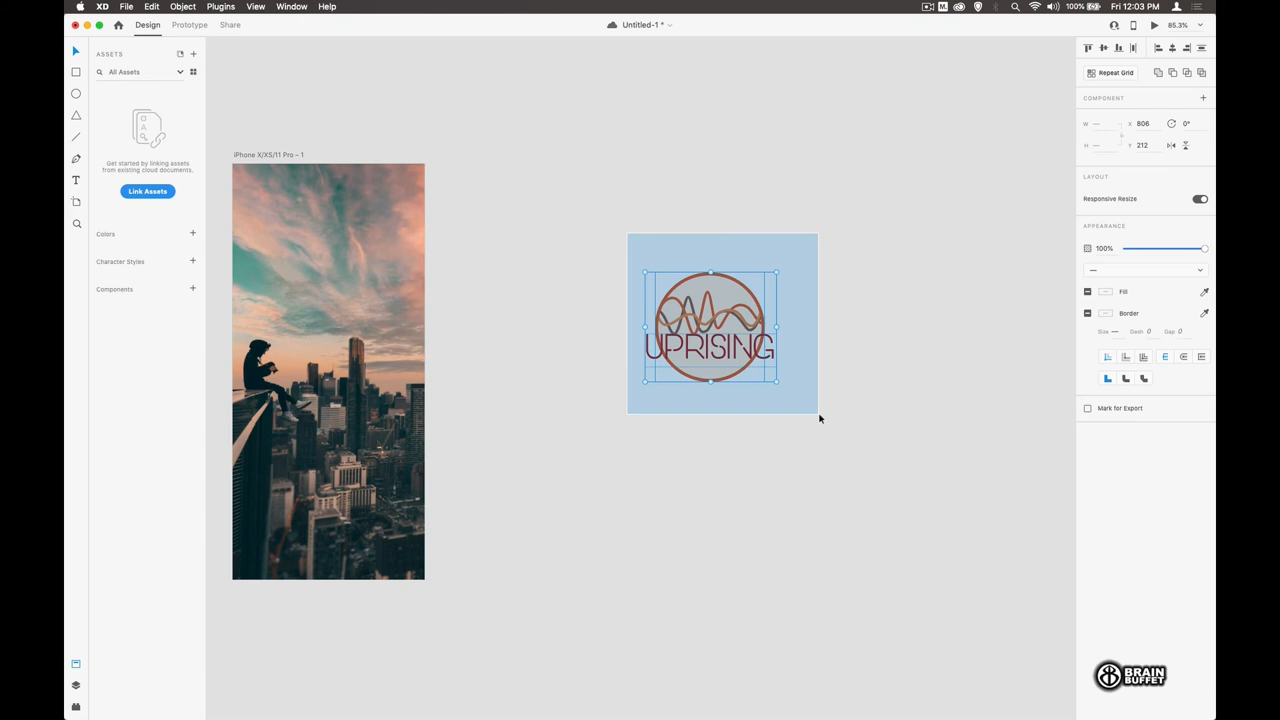 XD File Edit Object Plugins View Window Help
M. 100% Fri 12:03 PM
Design Prototype Share
Untitled-1 *
85.3%
ASSETS
All Assets
Get started by linking assets
from existing cloud documents.
Link Assets
Colors
Character Styles
Components
iPhone X/XS/11 Pro – 1
UPRISING
Repeat Grid
COMPONENT
W — X 806 0°
H — Y 212
LAYOUT
Responsive Resize
APPEARANCE
100%
—
Fill
Border
Size — Dash 0 Gap 0
Mark for Export
BRAIN
BUFFET